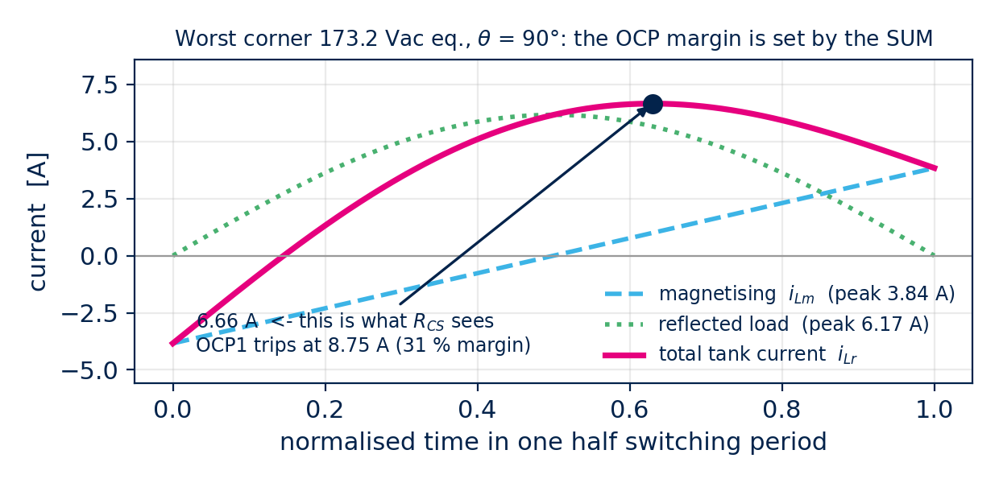 Worst corner 173.2 Vac eq., θ = 90°: the OCP margin is set by the SUM
current [A]
7.5
5.0
2.5
0.0
−2.5
−5.0
6.66 A <- this is what R_CS sees
OCP1 trips at 8.75 A (31 % margin)
magnetising i_Lm (peak 3.84 A)
reflected load (peak 6.17 A)
total tank current i_Lr
0.0 0.2 0.4 0.6 0.8 1.0
normalised time in one half switching period